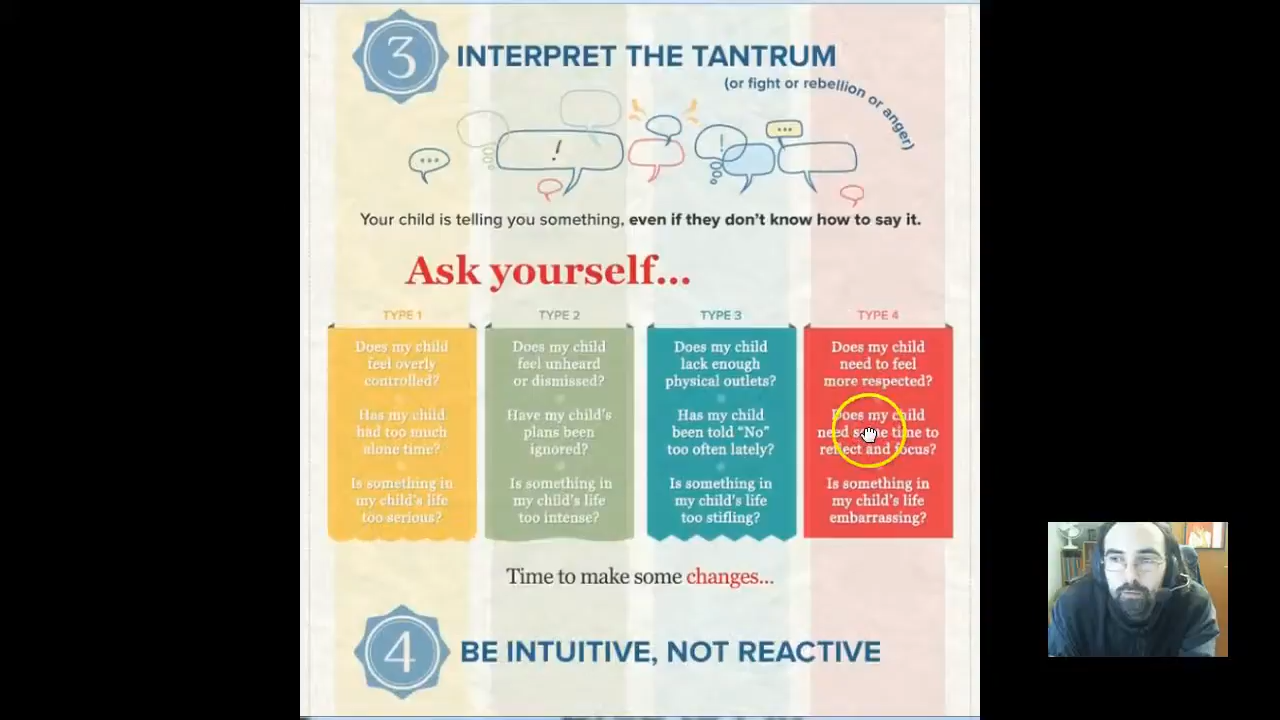 3
INTERPRET THE TANTRUM
(or fight or rebellion or anger)
...
!
!
...
Your child is telling you something, even if they don't know how to say it.
Ask yourself...
TYPE 1
Does my child
feel overly
controlled?
Has my child
had too much
alone time?
Is something in
my child's life
too serious?
TYPE 2
Does my child
feel unheard
or dismissed?
Have my child's
plans been
ignored?
Is something in
my child's life
too intense?
TYPE 3
Does my child
lack enough
physical outlets?
Has my child
been told “No”
too often lately?
Is something in
my child's life
too stifling?
TYPE 4
Does my child
need to feel
more respected?
Does my child
need some time to
reflect and focus?
Is something in
my child's life
embarrassing?
Time to make some changes...
4
BE INTUITIVE, NOT REACTIVE